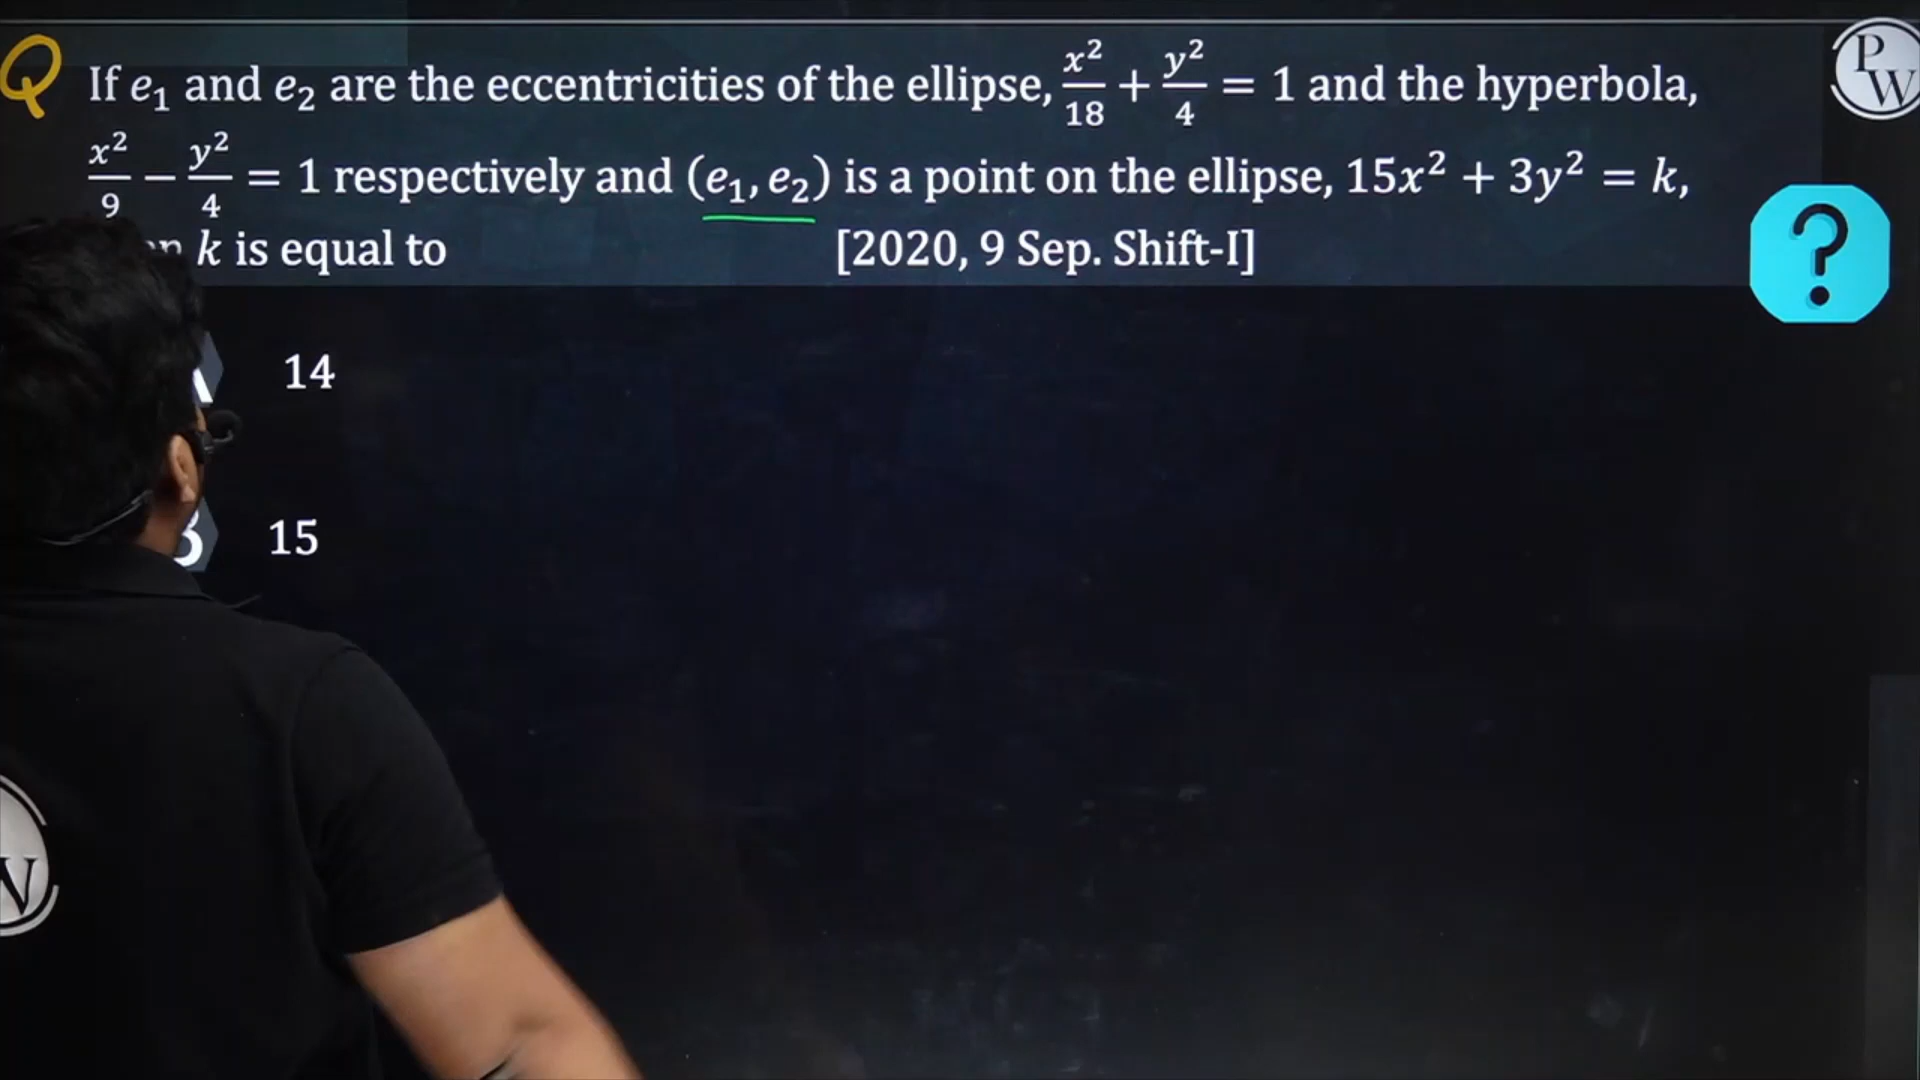 Q If e₁ and e₂ are the eccentricities of the ellipse, x²/18 + y²/4 = 1 and the hyperbola,
x²/9 − y²/4 = 1 respectively and (e₁, e₂) is a point on the ellipse, 15x² + 3y² = k,
k is equal to [2020, 9 Sep. Shift-I]
14
B 15
PW
W
?